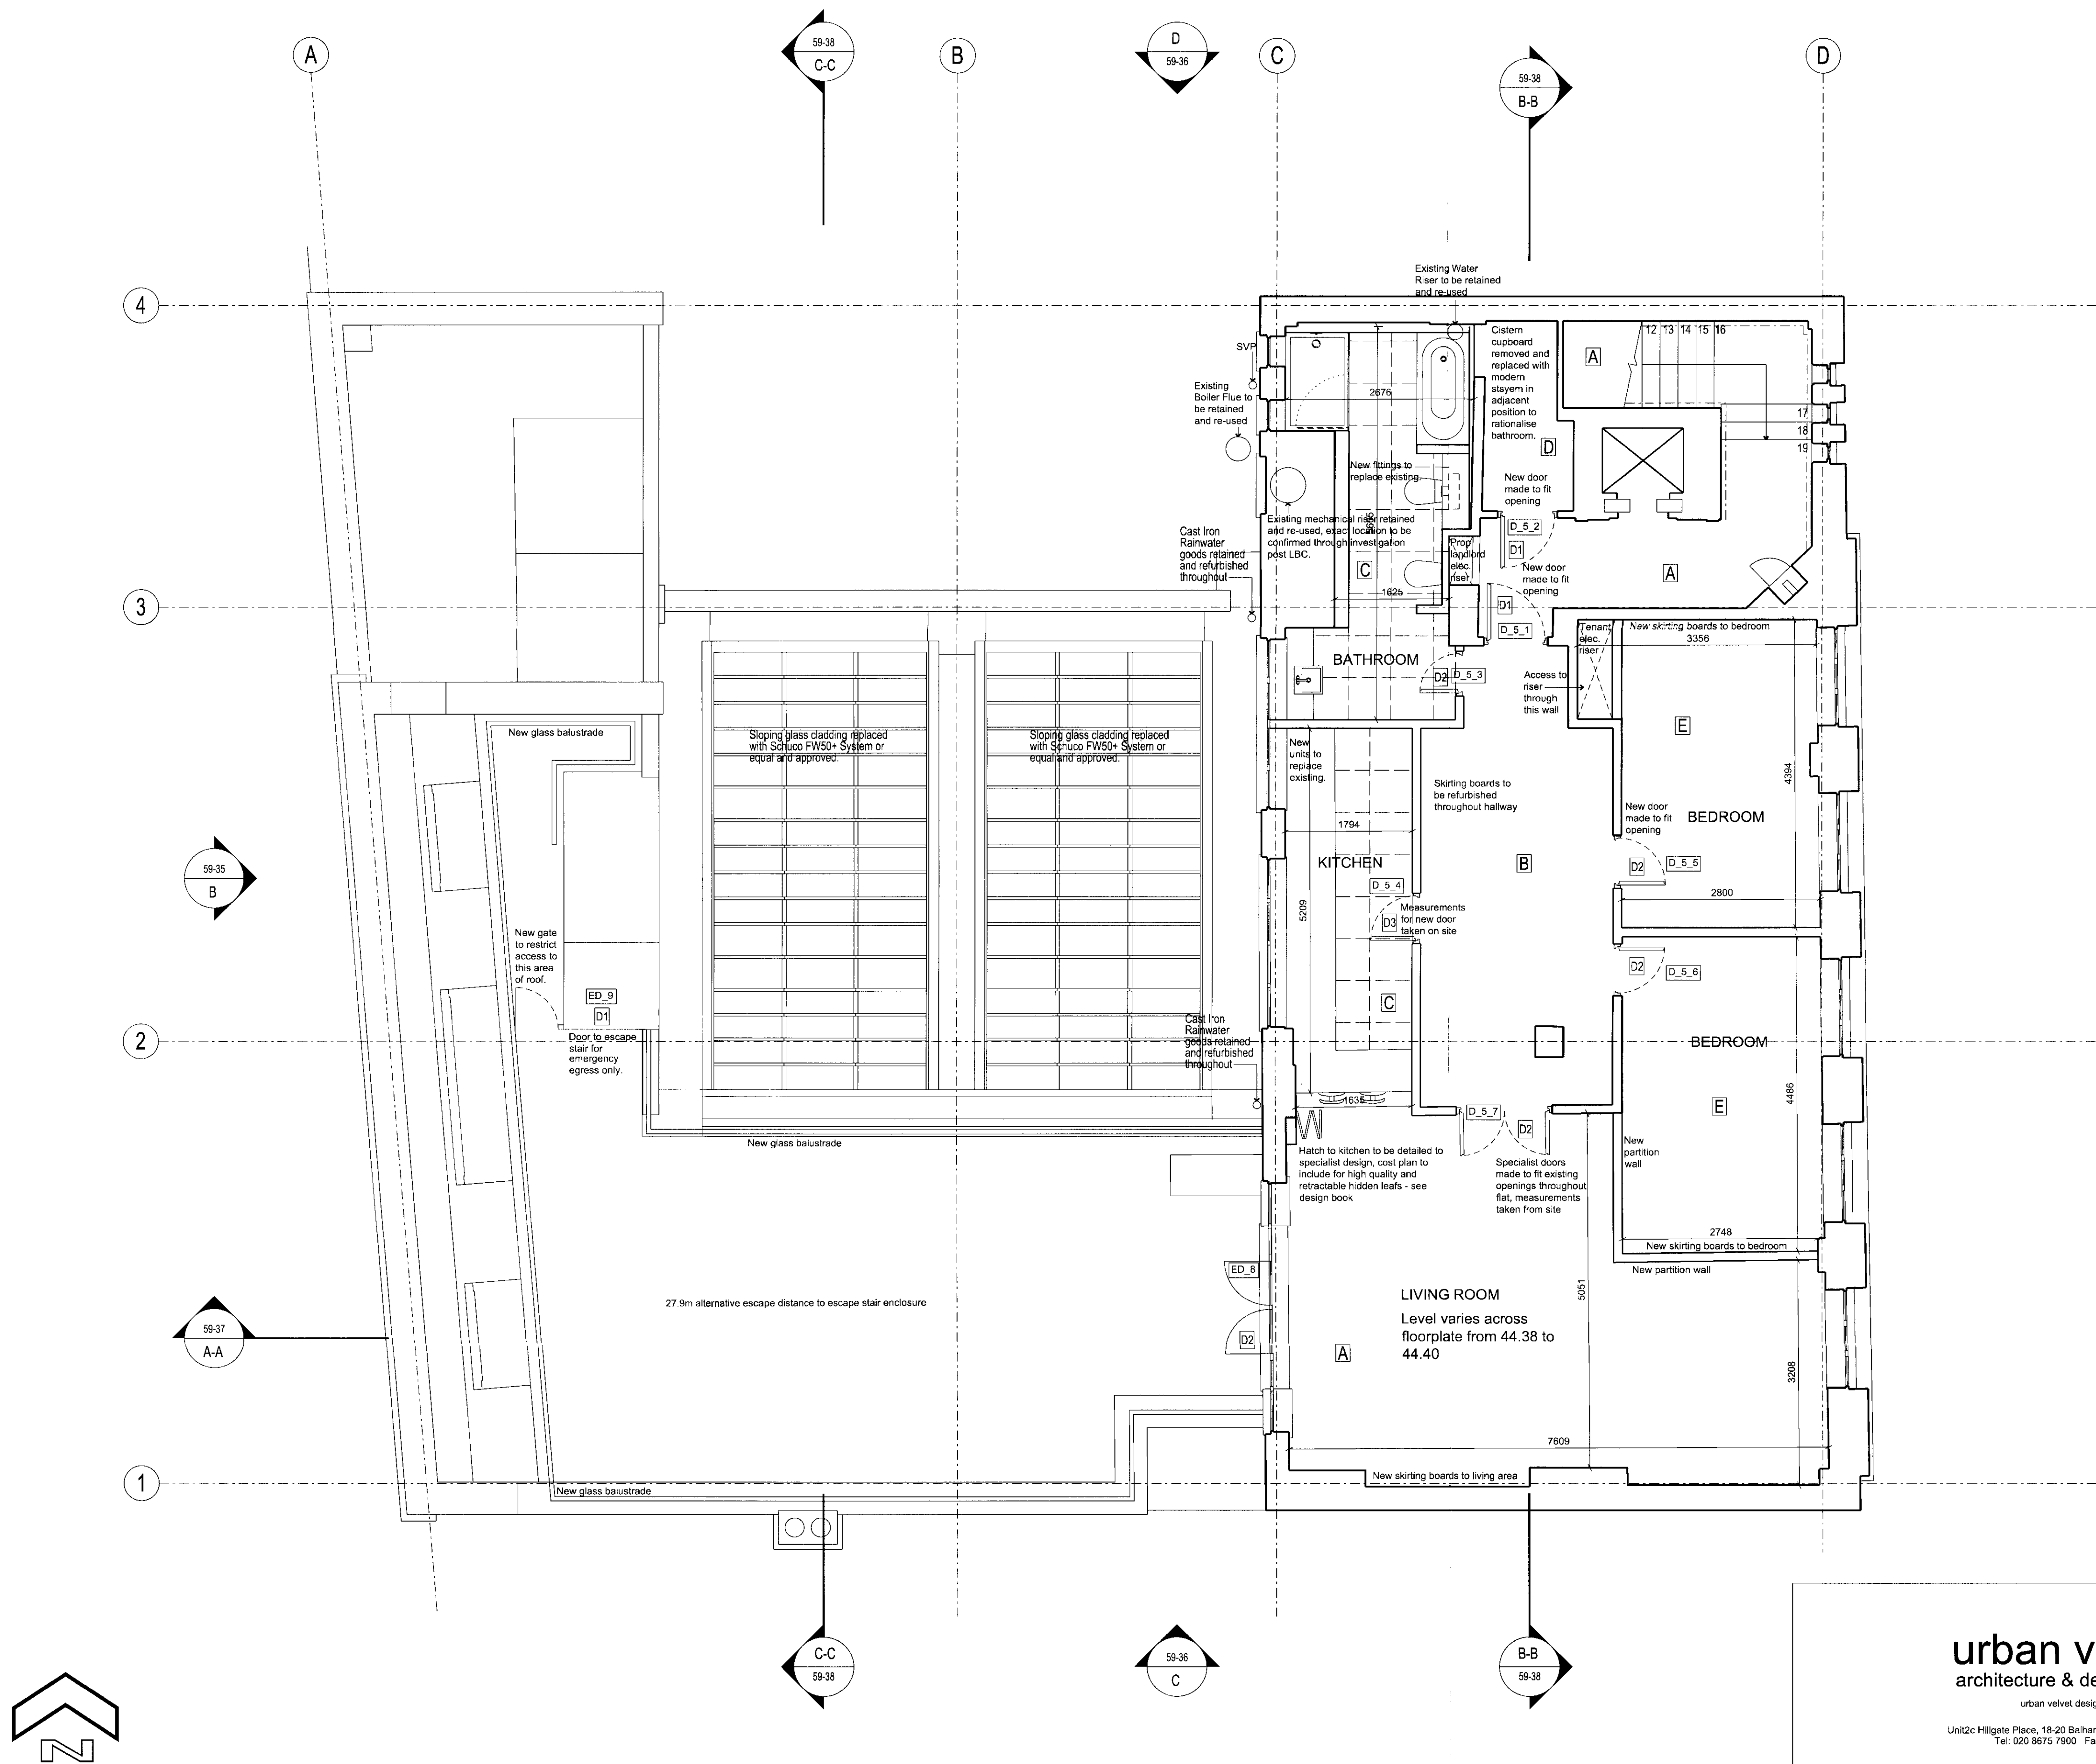 A
59-38
C-C
B
D
59-36
C
59-38
B-B
D
4
3
2
1
Existing Water
Riser to be retained
and re-used
SVP
Existing
Boiler Flue to
be retained
and re-used
2676
Cistern
cupboard
removed and
replaced with
modern
stayem in
adjacent
position to
rationalise
bathroom.
D
A
12 13 14 15 16
17
18
19
New fittings to
replace existing.
New door
made to fit
opening
D_5_2
D1
Existing mechanical riser retained
and re-used, exact location to be
confirmed through investigation
post LBC.
Cast Iron
Rainwater
goods retained
and refurbished
throughout
C
Prop
landlord
elec.
riser
New door
made to fit
opening
A
1625
D1
D_5_1
Tenant
elec.
riser
New skirting boards to bedroom
3356
BATHROOM
D2
D_5_3
Access to
riser
through
this wall
E
New glass balustrade
Sloping glass cladding replaced
with Schuco FW50+ System or
equal and approved.
Sloping glass cladding replaced
with Schuco FW50+ System or
equal and approved.
New
units to
replace
existing.
Skirting boards to
be refurbished
throughout hallway
4394
New door
made to fit
opening
BEDROOM
1794
KITCHEN
B
D2
D_5_5
59-35
B
D_5_4
2800
5209
D3
Measurements
for new door
taken on site
New gate
to restrict
access to
this area
of roof.
D2
D_5_6
ED_9
D1
C
Door to escape
stair for
emergency
egress only.
Cast Iron
Rainwater
goods retained
and refurbished
throughout
BEDROOM
4486
E
1635
D_5_7
D2
New glass balustrade
Hatch to kitchen to be detailed to
specialist design, cost plan to
include for high quality and
retractable hidden leafs - see
design book
Specialist doors
made to fit existing
openings throughout
flat, measurements
taken from site
New
partition
wall
2748
New skirting boards to bedroom
New partition wall
ED_8
27.9m alternative escape distance to escape stair enclosure
5051
LIVING ROOM
Level varies across
floorplate from 44.38 to
44.40
59-37
A-A
D2
A
3208
7609
New skirting boards to living area
New glass balustrade
C-C
59-38
59-36
C
B-B
59-38
N
urban v
architecture & de
urban velvet desig
Unit2c Hillgate Place, 18-20 Balhar
Tel: 020 8675 7900 Fa